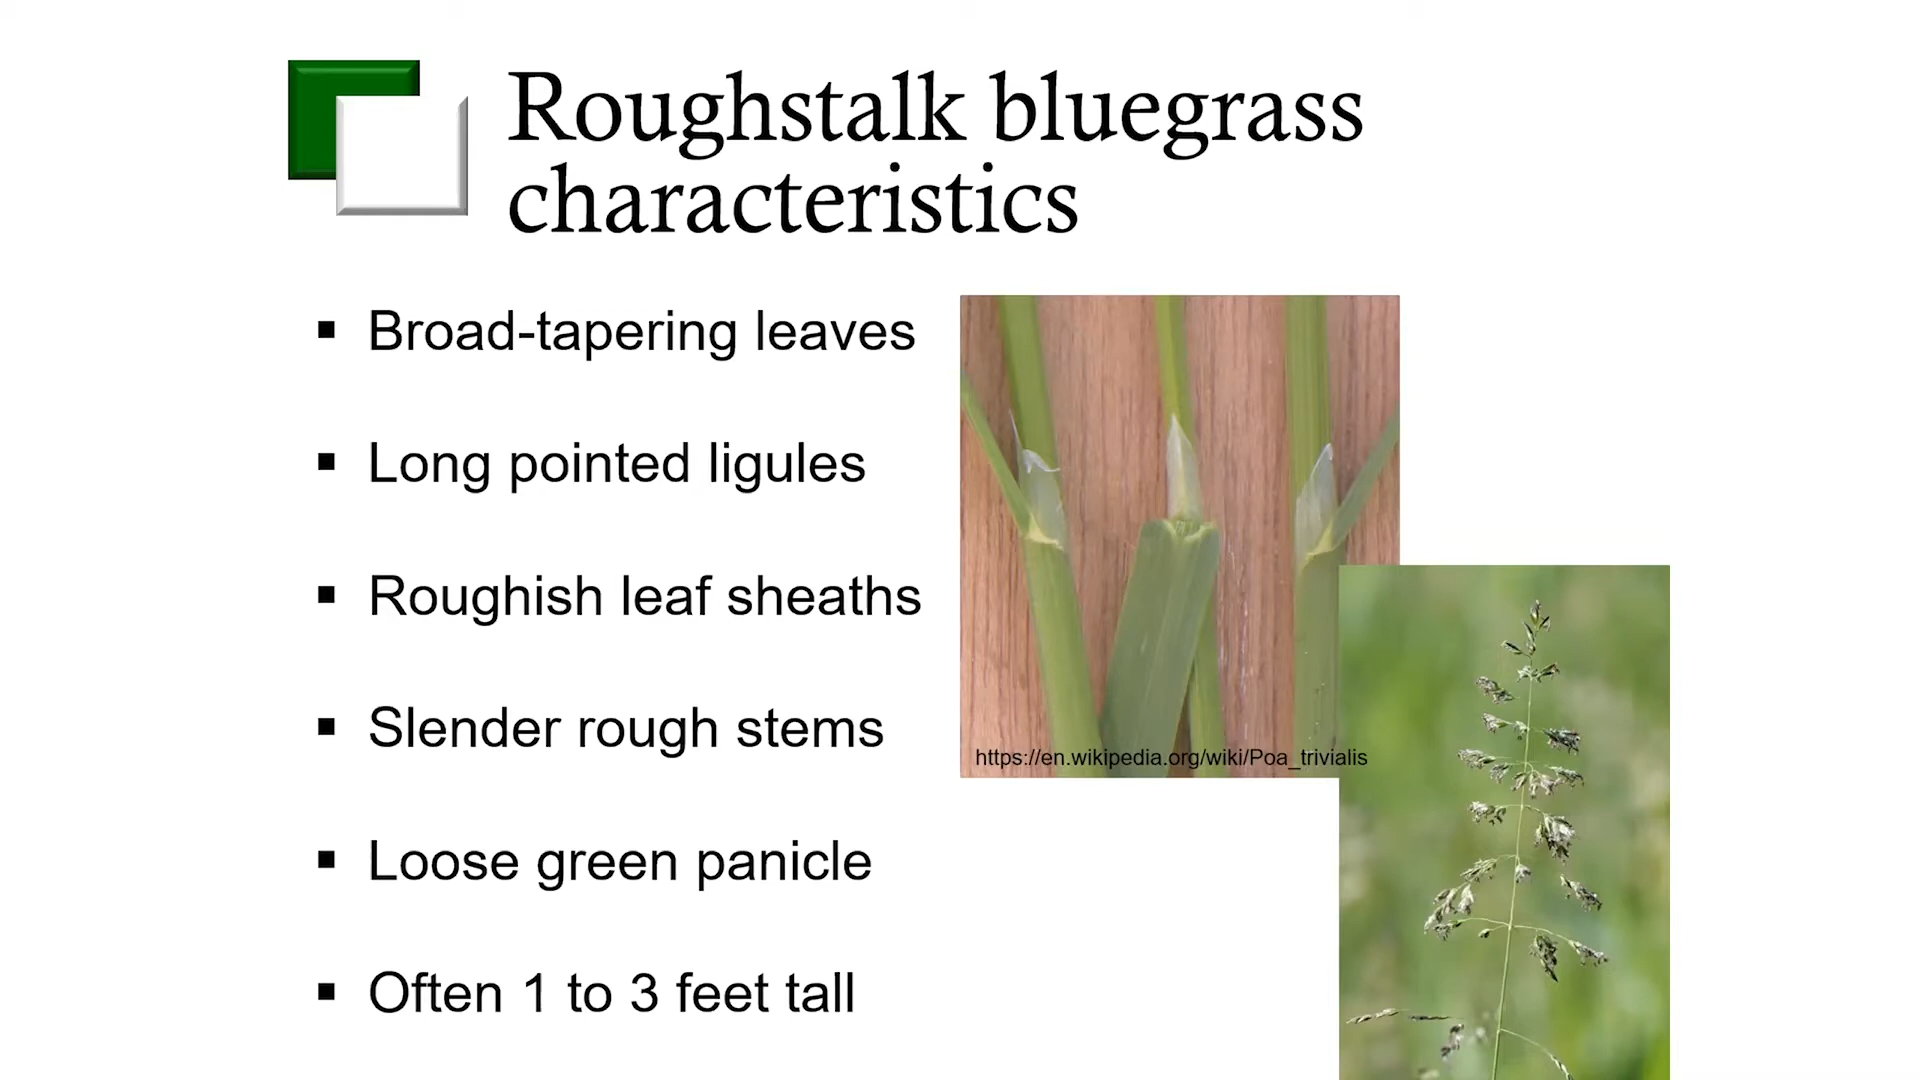 Roughstalk bluegrass
characteristics
▪ Broad-tapering leaves
▪ Long pointed ligules
▪ Roughish leaf sheaths
▪ Slender rough stems
▪ Loose green panicle
▪ Often 1 to 3 feet tall
https://en.wikipedia.org/wiki/Poa_trivialis